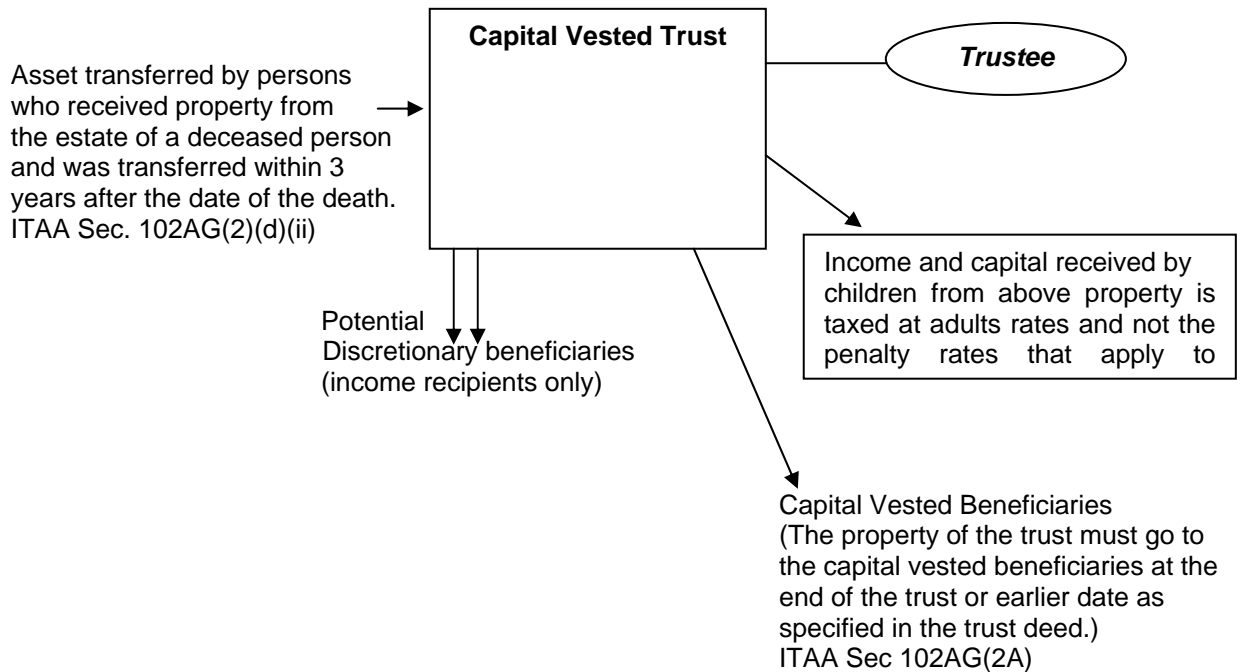 Capital Vested Trust
Trustee
Asset transferred by persons
who received property from
the estate of a deceased person
and was transferred within 3
years after the date of the death.
ITAA Sec. 102AG(2)(d)(ii)
Income and capital received by
children from above property is
taxed at adults rates and not the
penalty rates that apply to
Potential
Discretionary beneficiaries
(income recipients only)
Capital Vested Beneficiaries
(The property of the trust must go to
the capital vested beneficiaries at the
end of the trust or earlier date as
specified in the trust deed.)
ITAA Sec 102AG(2A)